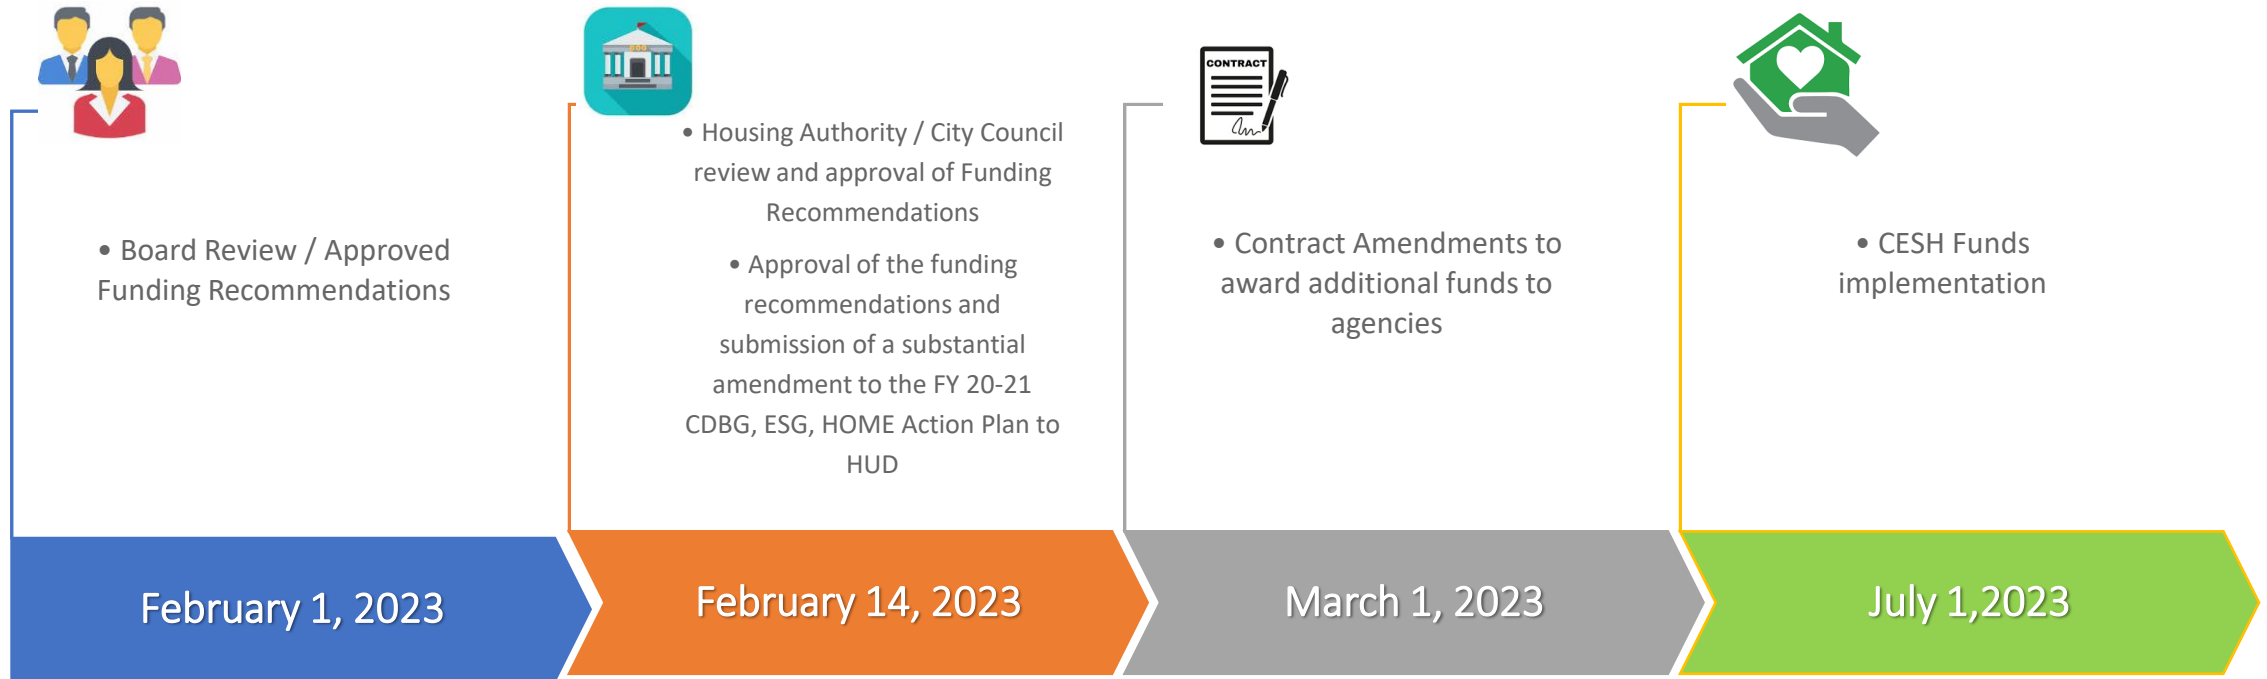 • Board Review / Approved
Funding Recommendations
February 1, 2023
• Housing Authority / City Council
review and approval of Funding
Recommendations
• Approval of the funding
recommendations and
submission of a substantial
amendment to the FY 20-21
CDBG, ESG, HOME Action Plan to
HUD
February 14, 2023
CONTRACT
• Contract Amendments to
award additional funds to
agencies
March 1, 2023
• CESH Funds
implementation
July 1,2023